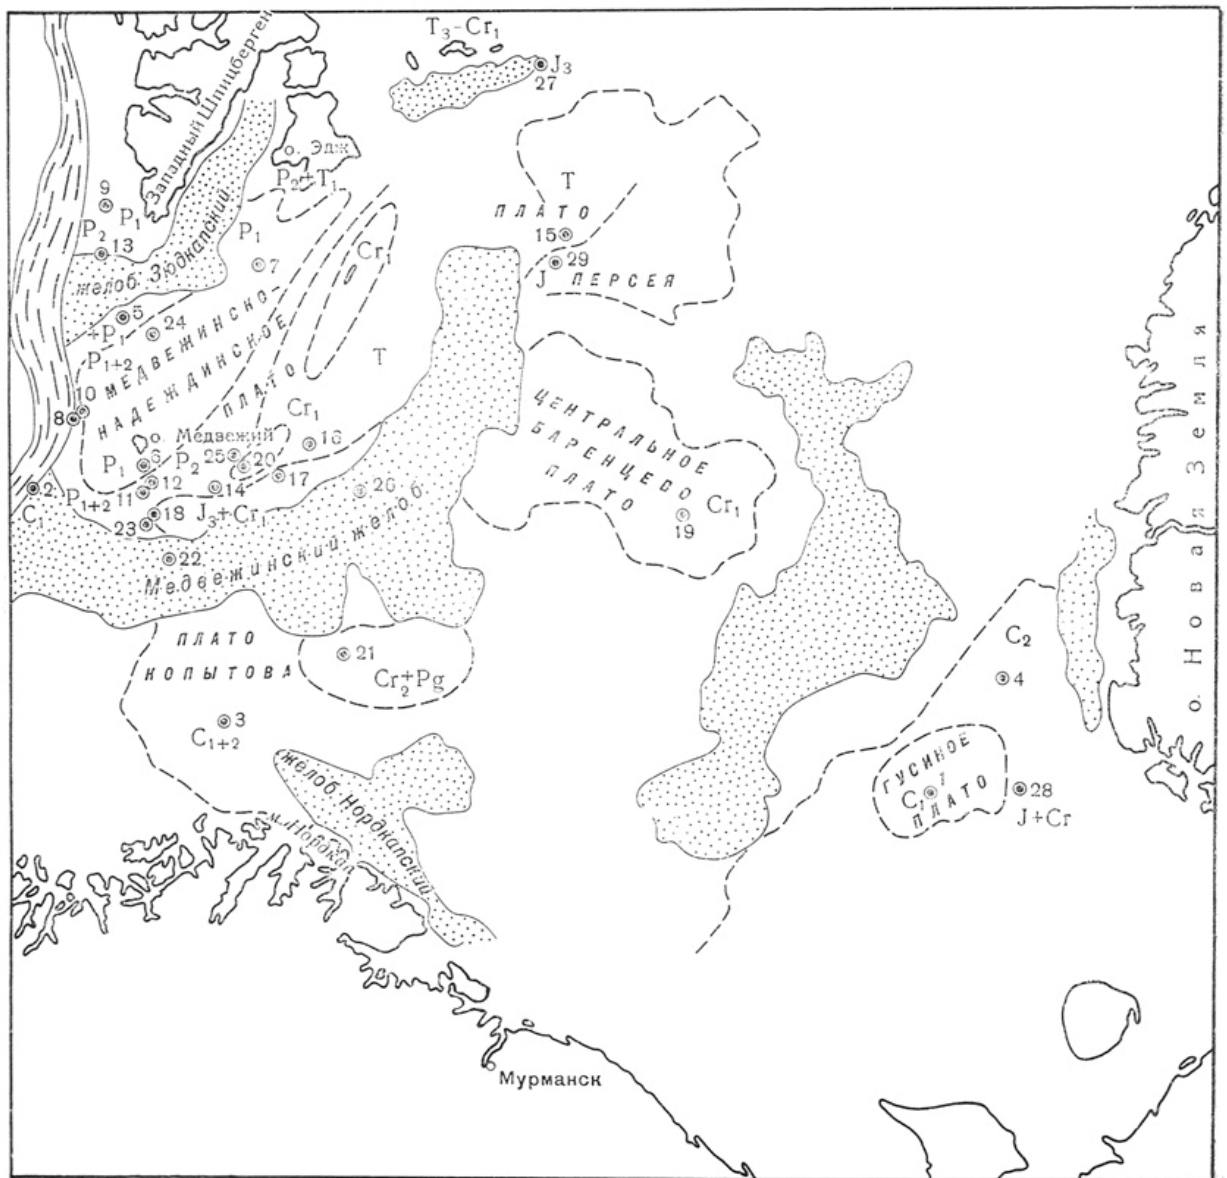 T₃-Cr₁
J₃
27
Западный Шпицберген
о. Эдж
P₂+T₁
9
P₁
P₂
13
P₁
7
желоб Зюдкапский
Cr₁
T
ПЛАТО
15
29
J
ПЕРСЕЯ
5
+P₁
24
P₁₊₂
МЕДВЕЖИНСКО-
НАДЕЖДИНСКОЕ
ПЛАТО
T
10
8
о. Медвежий
Cr₁
16
P₁
6
P₂
25
20
17
2
C₁
P₁₊₂
12
11
14
26
18
J₃+Cr₁
23
22
Медвежинский желоб
ЦЕНТРАЛЬНОЕ
БАРЕНЦЕВО
ПЛАТО
Cr₁
19
о. Новая Земля
ПЛАТО
КОПЫТОВА
21
Cr₂+Pg
3
C₁₊₂
C₂
4
ГУСИНОЕ
C₁
1
ПЛАТО
28
J+Cr
желоб Нордкапский
м. Нордкап
Мурманск